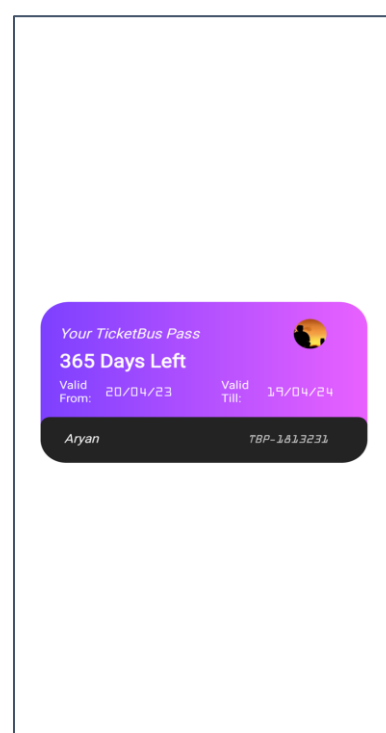 Your TicketBus Pass
365 Days Left
Valid From: 20/04/23 Valid Till: 19/04/24
Aryan TBP-1813231